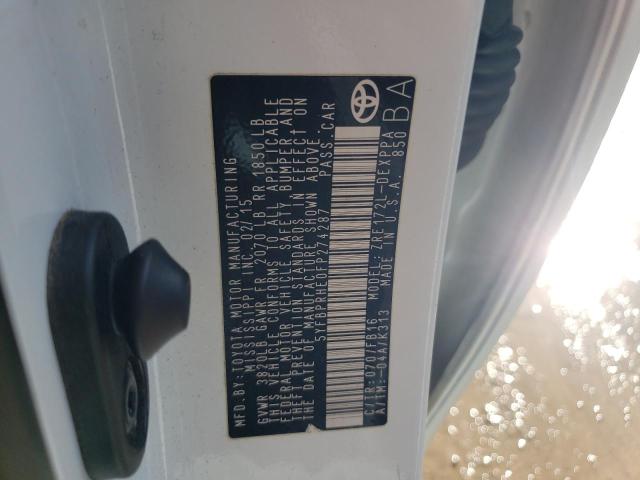 MFD.BY:TOYOTA MOTOR MANUFACTURING
MISSISSIPPI, INC. 02/15
GVWR 3820LB GAWR FR 2070 LB RR 1850 LB
THIS VEHICLE CONFORMS TO ALL APPLICABLE
FEDERAL MOTOR VEHICLE SAFETY, BUMPER AND
THEFT PREVENTION STANDARDS IN EFFECT ON
THE DATE OF MANUFACTURE SHOWN ABOVE.
5YFBPRHE0FP274287 PASS.CAR
C/TR:070/FB16 MODEL:ZRE172L-DEXPPA
A/TM:-04A/K313 MADE IN U.S.A. 850
BA